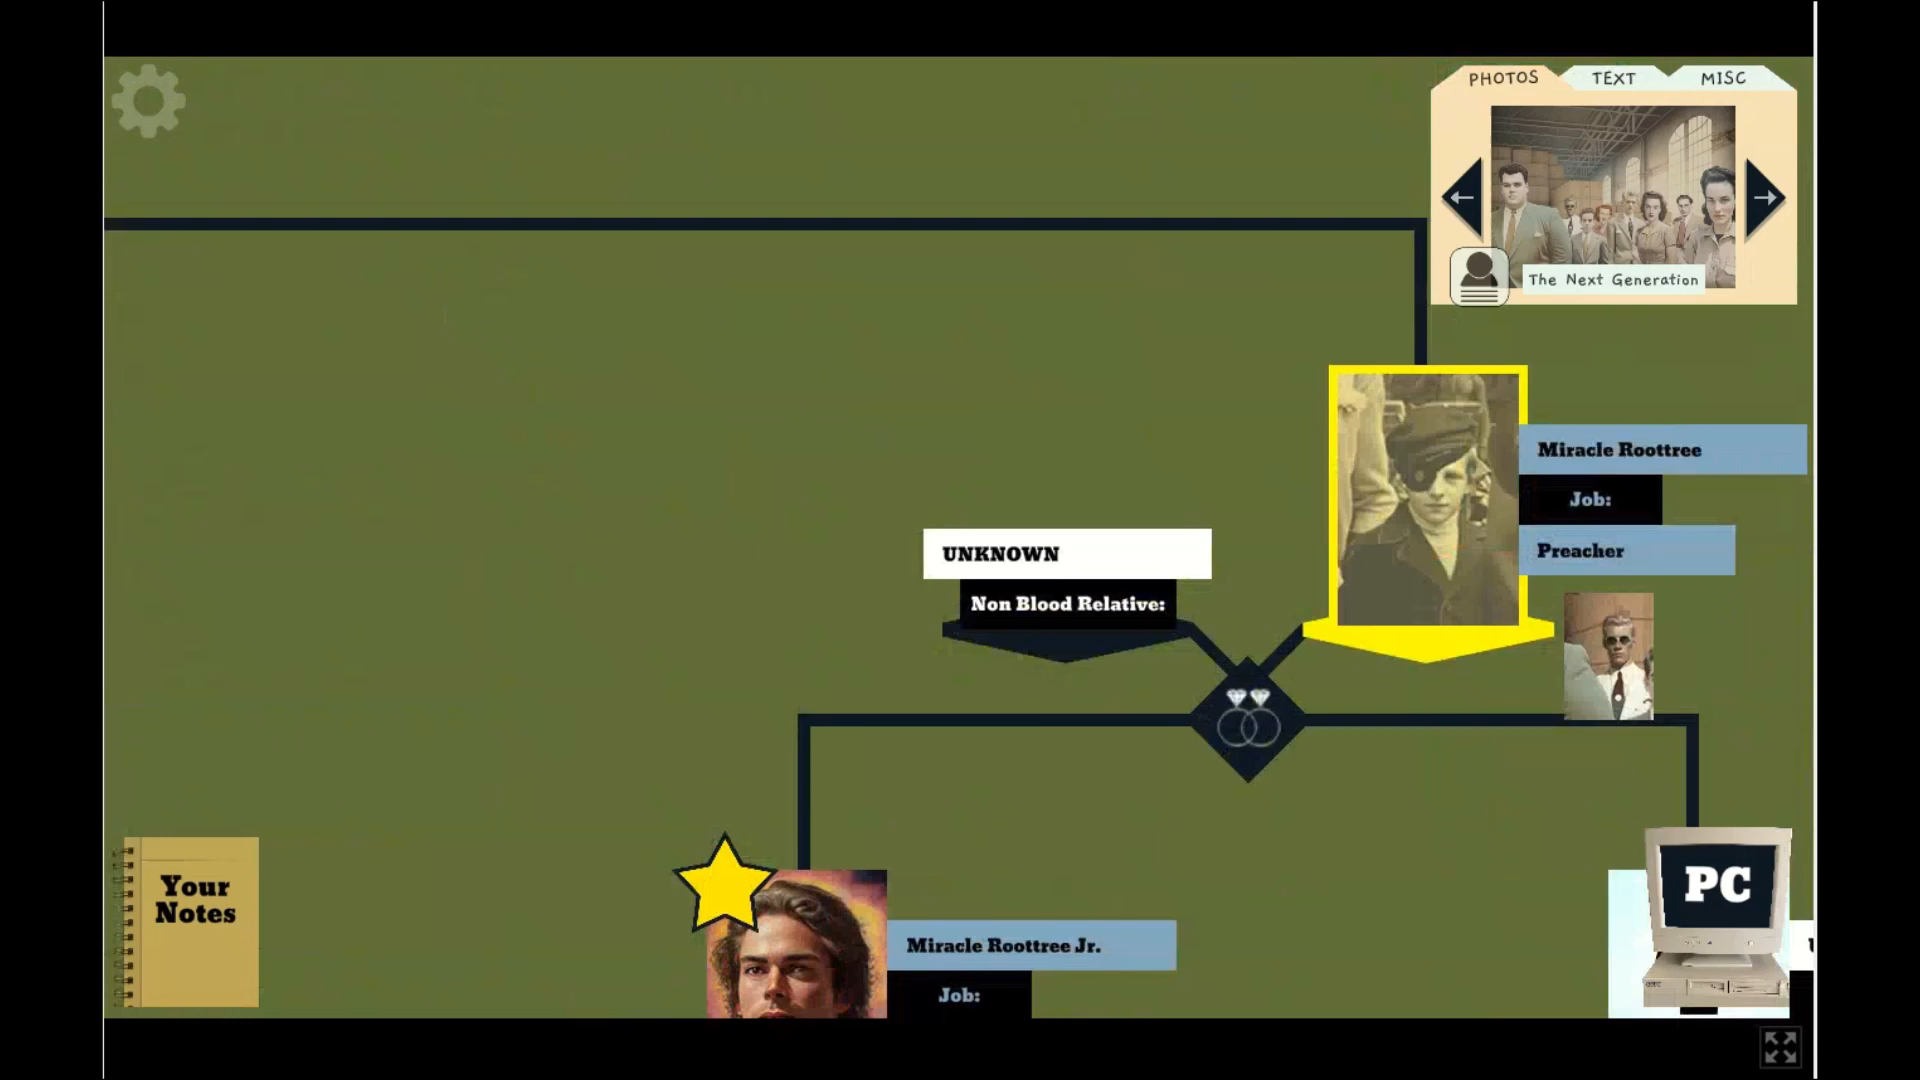 PHOTOS
TEXT
MISC
The Next Generation
Miracle Roottree
Job:
Preacher
UNKNOWN
Non Blood Relative:
Your
Notes
PC
Miracle Roottree Jr.
Job: